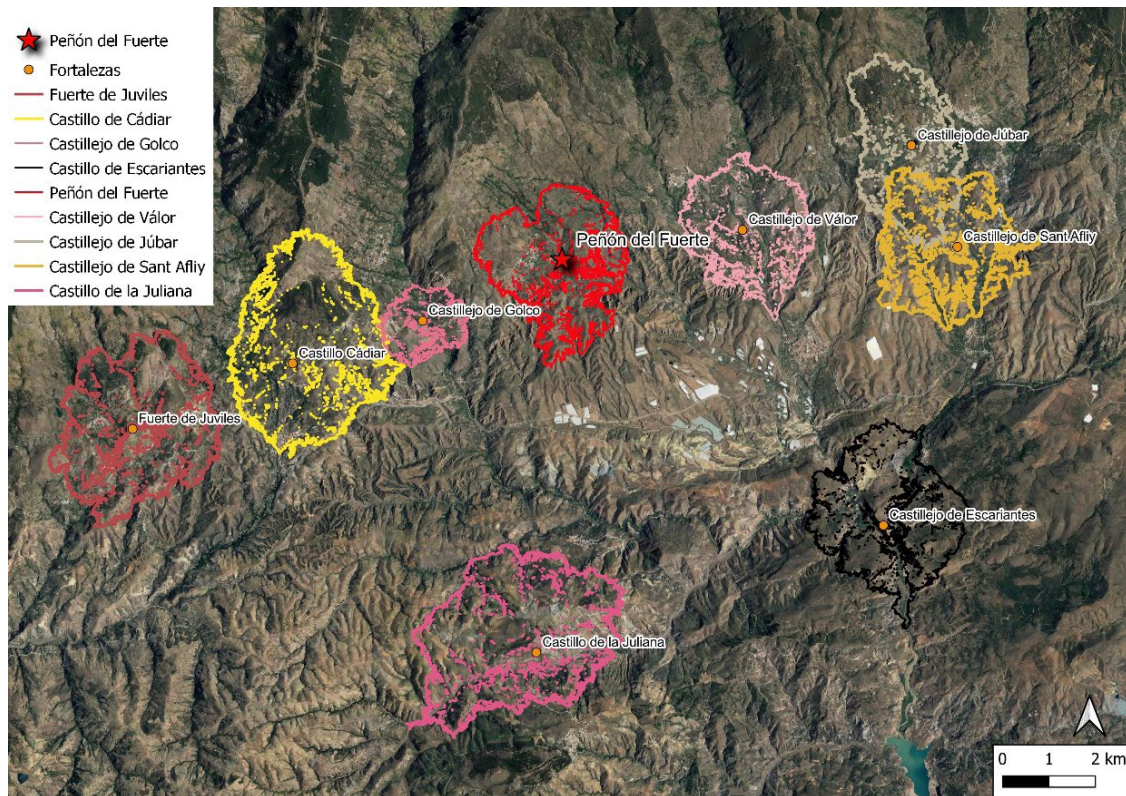 Peñón del Fuerte
Fortalezas
Fuerte de Juviles
Castillo de Cádiar
Castillejo de Golco
Castillo de Escariantes
Peñón del Fuerte
Castillejo de Válor
Castillejo de Júbar
Castillejo de Sant Afliy
Castillo de la Juliana
Castillejo de Júbar
Castillejo de Válor
Peñón del Fuerte
Castillejo de Sant Afliy
Castillejo de Golco
Castillo Cádiar
Fuerte de Juviles
Castillejo de Escariantes
Castillo de la Juliana
0 1 2 km